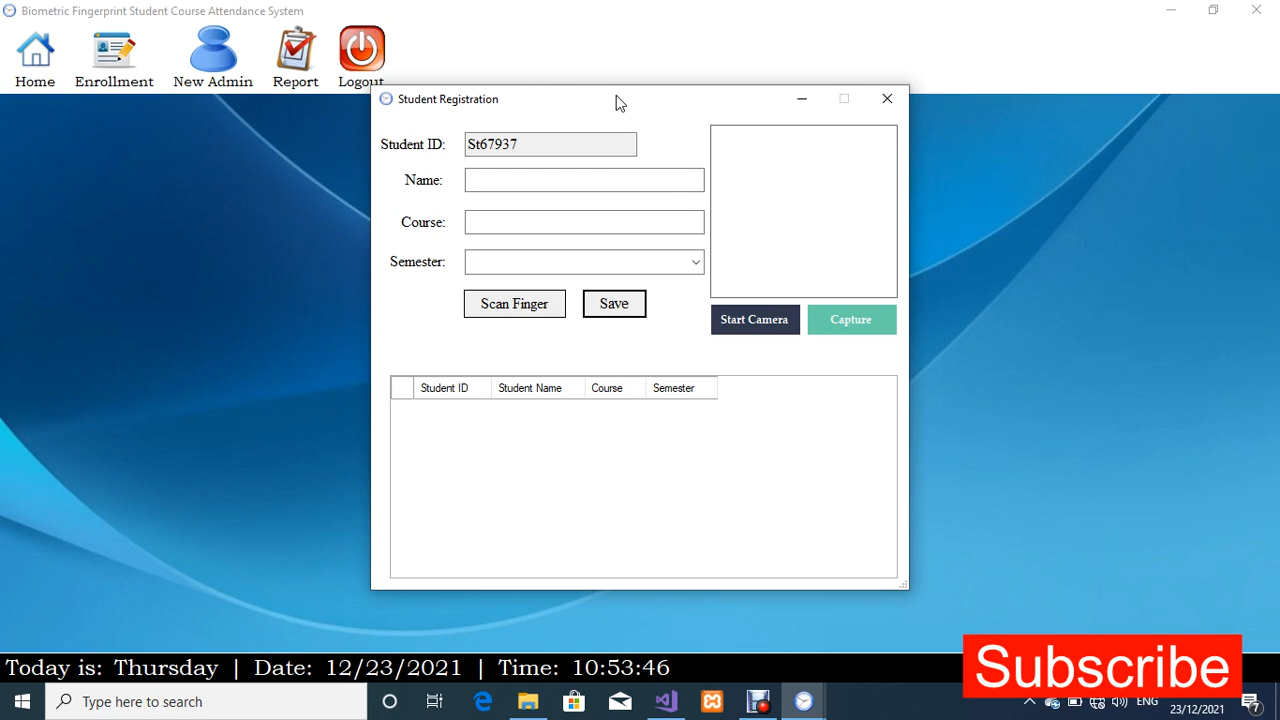 Biometric Fingerprint Student Course Attendance System
Home Enrollment New Admin Report Logout
Student Registration
Student ID: St67937
Name:
Course:
Semester:
Scan Finger Save
Start Camera Capture
Student ID Student Name Course Semester
Today is: Thursday | Date: 12/23/2021 | Time: 10:53:46
Subscribe
Type here to search
ENG
23/12/2021
7